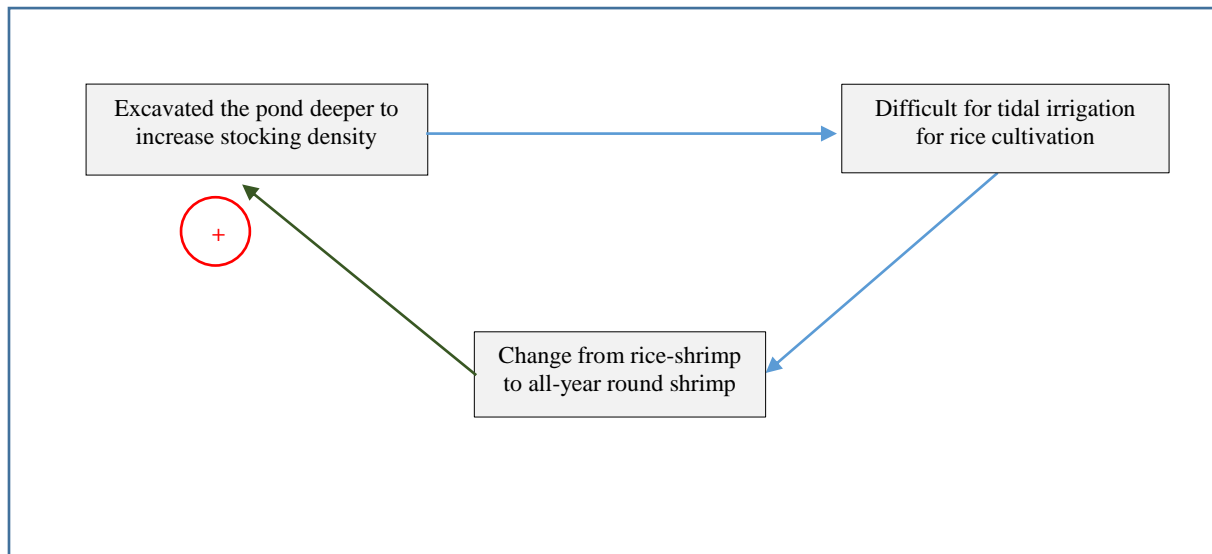 Excavated the pond deeper to
increase stocking density
Difficult for tidal irrigation
for rice cultivation
+
Change from rice-shrimp
to all-year round shrimp